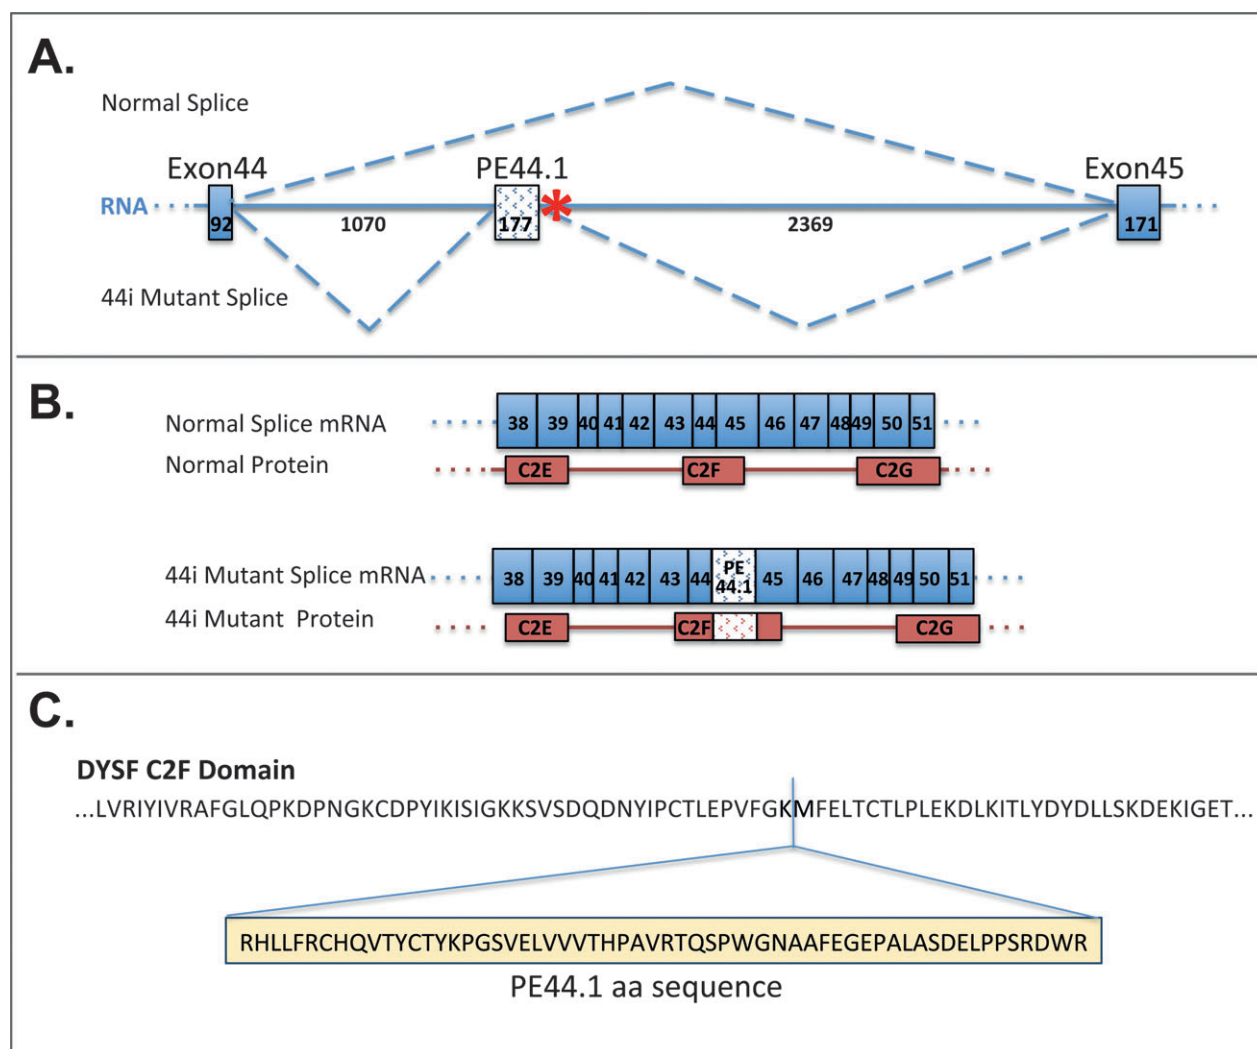 A.
Normal Splice
Exon44 PE44.1 Exon45
RNA
92 1070 177 * 2369 171
44i Mutant Splice
B.
Normal Splice mRNA 38 39 40 41 42 43 44 45 46 47 48 49 50 51
Normal Protein C2E C2F C2G
PE
44i Mutant Splice mRNA 38 39 40 41 42 43 44 44.1 45 46 47 48 49 50 51
44i Mutant Protein C2E C2F C2G
C.
DYSF C2F Domain
...LVRIYIVRAFGLQPKDPNGKCDPYIKISIGKKSVSDQDNYIPCTLEPVFGKMFELTCTLPLEKDLKITLYDYDLLSKDEKIGET...
RHLLFRCHQVTYCTYKPGSVELVVVTHPAVRTQSPWGNAAFEGEPALASDELPPSRDWR
PE44.1 aa sequence